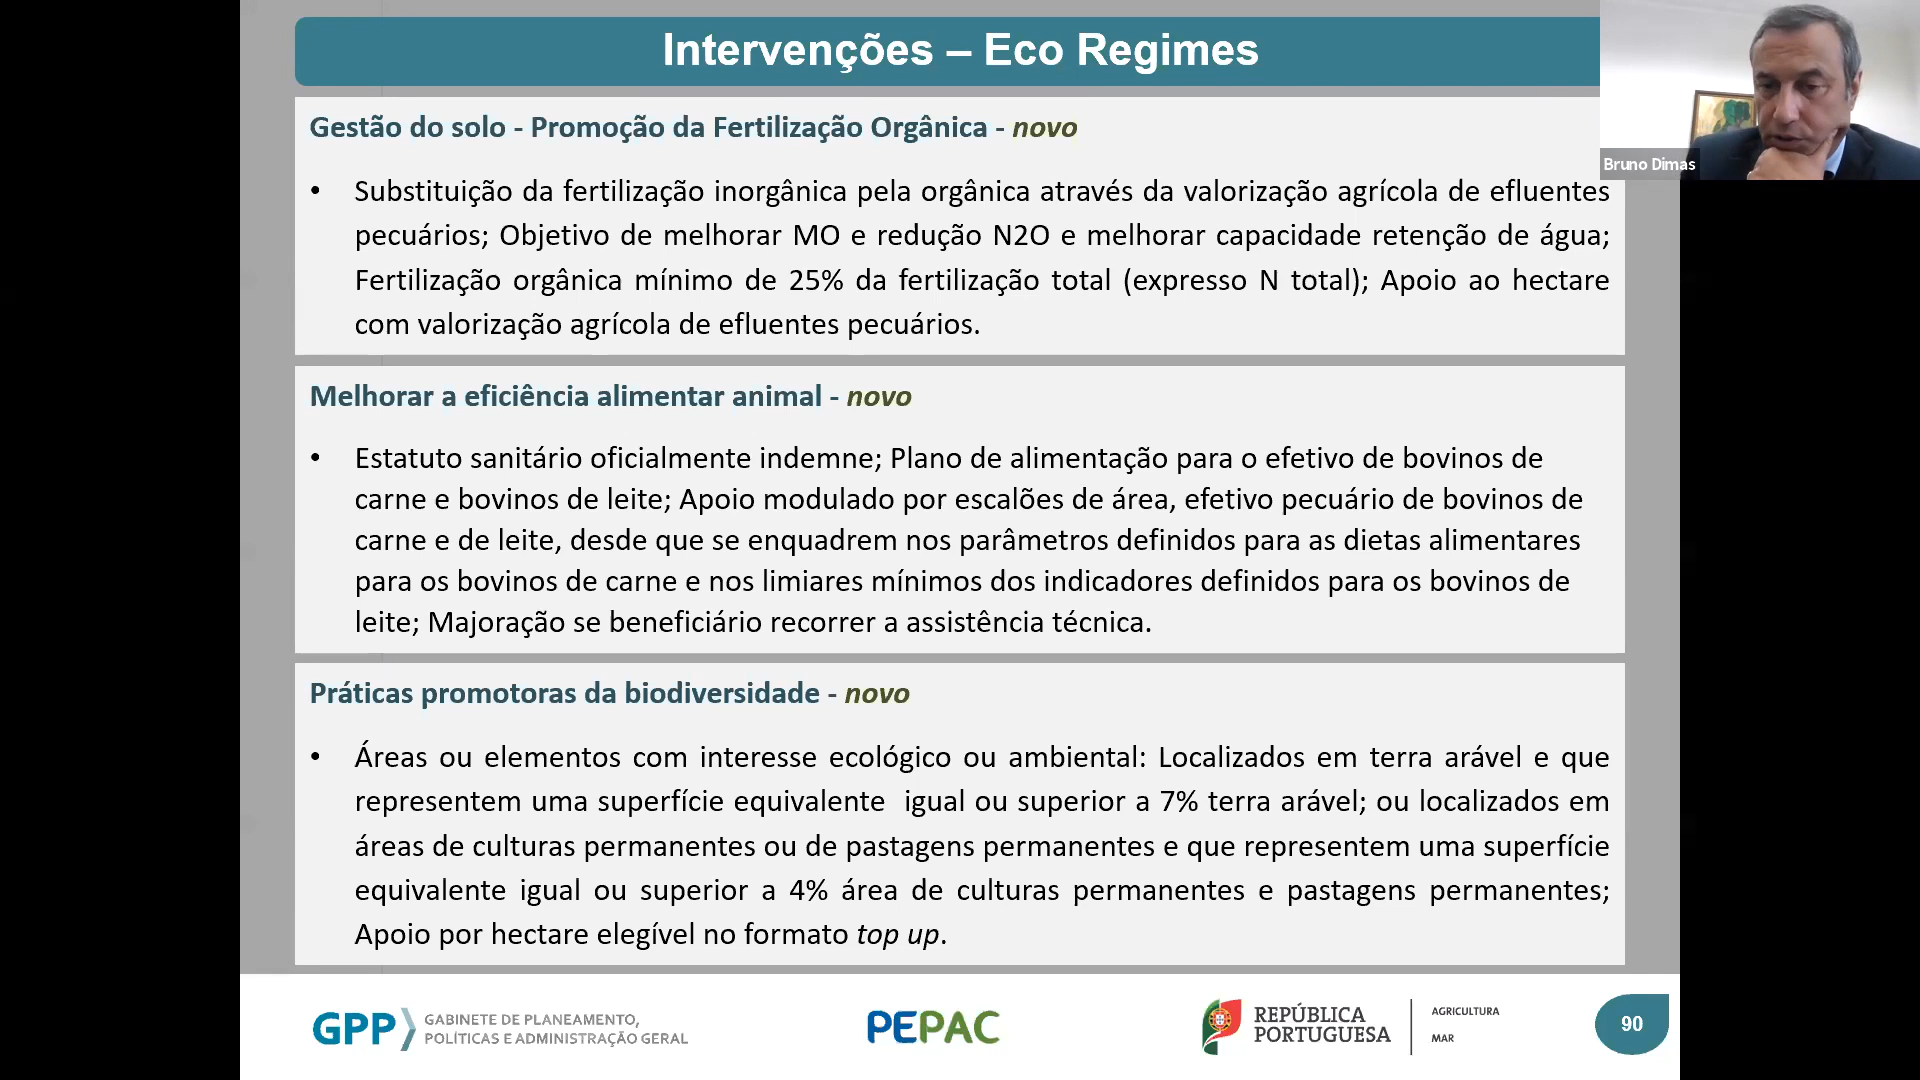 Intervenções – Eco Regimes
Bruno Dimas
Gestão do solo - Promoção da Fertilização Orgânica - novo
• Substituição da fertilização inorgânica pela orgânica através da valorização agrícola de efluentes
pecuários; Objetivo de melhorar MO e redução N2O e melhorar capacidade retenção de água;
Fertilização orgânica mínimo de 25% da fertilização total (expresso N total); Apoio ao hectare
com valorização agrícola de efluentes pecuários.
Melhorar a eficiência alimentar animal - novo
• Estatuto sanitário oficialmente indemne; Plano de alimentação para o efetivo de bovinos de
carne e bovinos de leite; Apoio modulado por escalões de área, efetivo pecuário de bovinos de
carne e de leite, desde que se enquadrem nos parâmetros definidos para as dietas alimentares
para os bovinos de carne e nos limiares mínimos dos indicadores definidos para os bovinos de
leite; Majoração se beneficiário recorrer a assistência técnica.
Práticas promotoras da biodiversidade - novo
• Áreas ou elementos com interesse ecológico ou ambiental: Localizados em terra arável e que
representem uma superfície equivalente igual ou superior a 7% terra arável; ou localizados em
áreas de culturas permanentes ou de pastagens permanentes e que representem uma superfície
equivalente igual ou superior a 4% área de culturas permanentes e pastagens permanentes;
Apoio por hectare elegível no formato top up.
GPP
GABINETE DE PLANEAMENTO,
POLÍTICAS E ADMINISTRAÇÃO GERAL
PEPAC
REPÚBLICA
PORTUGUESA
AGRICULTURA
MAR
90